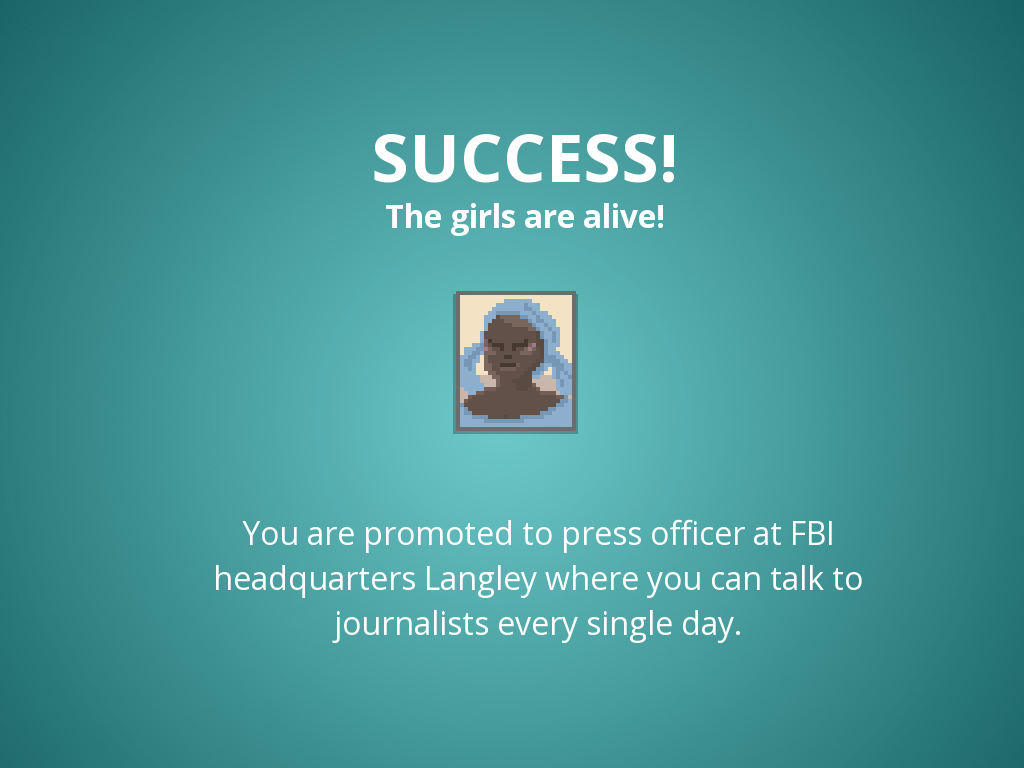 SUCCESS!
The girls are alive!
You are promoted to press officer at FBI
headquarters Langley where you can talk to
journalists every single day.